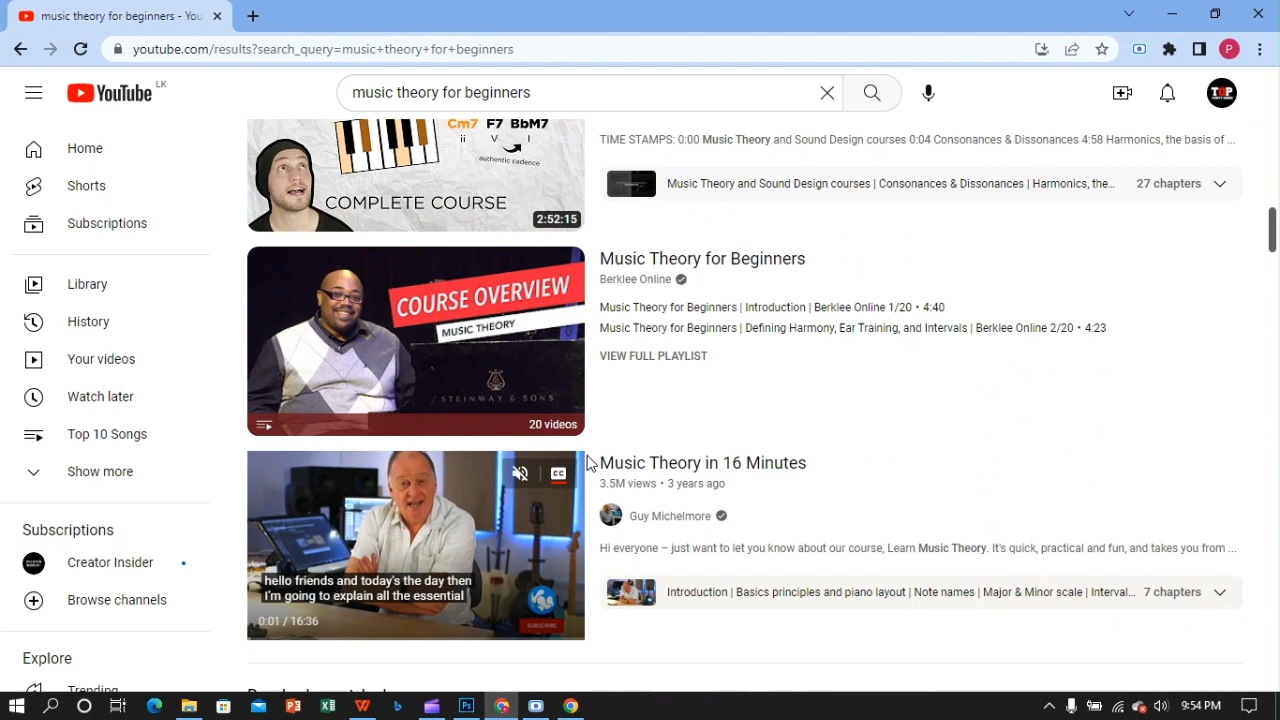 music theory for beginners - You
youtube.com/results?search_query=music+theory+for+beginners
P
YouTube LK
music theory for beginners
TOP
Home
Shorts
Subscriptions
Library
History
Your videos
Watch later
Top 10 Songs
Show more
Subscriptions
Creator Insider
Browse channels
Explore
Trending
Cm7 F7 BbM7
ii V I
authentic cadence
COMPLETE COURSE
2:52:15
TIME STAMPS: 0:00 Music Theory and Sound Design courses 0:04 Consonances & Dissonances 4:58 Harmonics, the basis of ...
Music Theory and Sound Design courses | Consonances & Dissonances | Harmonics, the...
27 chapters
COURSE OVERVIEW
MUSIC THEORY
STEINWAY & SONS
20 videos
Music Theory for Beginners
Berklee Online
Music Theory for Beginners | Introduction | Berklee Online 1/20 • 4:40
Music Theory for Beginners | Defining Harmony, Ear Training, and Intervals | Berklee Online 2/20 • 4:23
VIEW FULL PLAYLIST
CC
hello friends and today's the day then
I'm going to explain all the essential
0:01 / 16:36
SUBSCRIBE
Music Theory in 16 Minutes
3.5M views • 3 years ago
Guy Michelmore
Hi everyone – just want to let you know about our course, Learn Music Theory. It's quick, practical and fun, and takes you from ...
Introduction | Basics principles and piano layout | Note names | Major & Minor scale | Interval...
7 chapters
9:54 PM